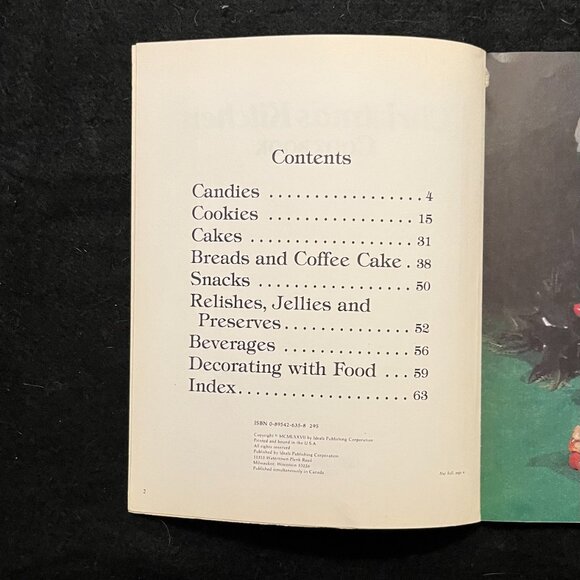 Contents
Candies ..................... 4
Cookies .................... 15
Cakes ...................... 31
Breads and Coffee Cake . 38
Snacks ..................... 50
Relishes, Jellies and
Preserves ................. 52
Beverages ................. 56
Decorating with Food ... 59
Index ....................... 63
ISBN 0-89542-635-8 295
Copyright © MCMLXXVII by Ideals Publishing Corporation
Printed and bound in the U.S.A.
All rights reserved
Published by Ideals Publishing Corporation
11315 Watertown Plank Road
Milwaukee, Wisconsin 53226
Published simultaneously in Canada
2